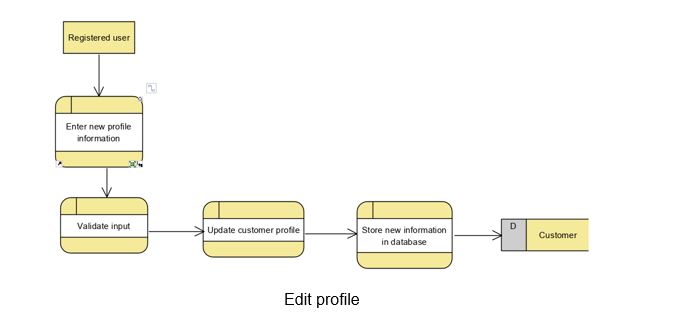 Registered user
Enter new profile
information
Validate input
Update customer profile
Store new information
in database
D
Customer
Edit profile